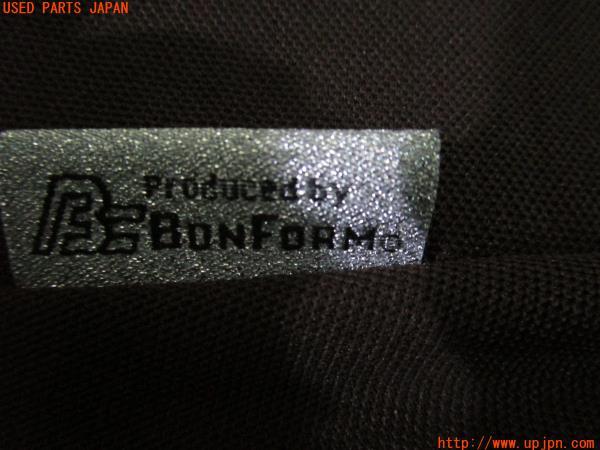 USED PARTS JAPAN
Produced by
BONFORM®
http://www.upjpn.com/